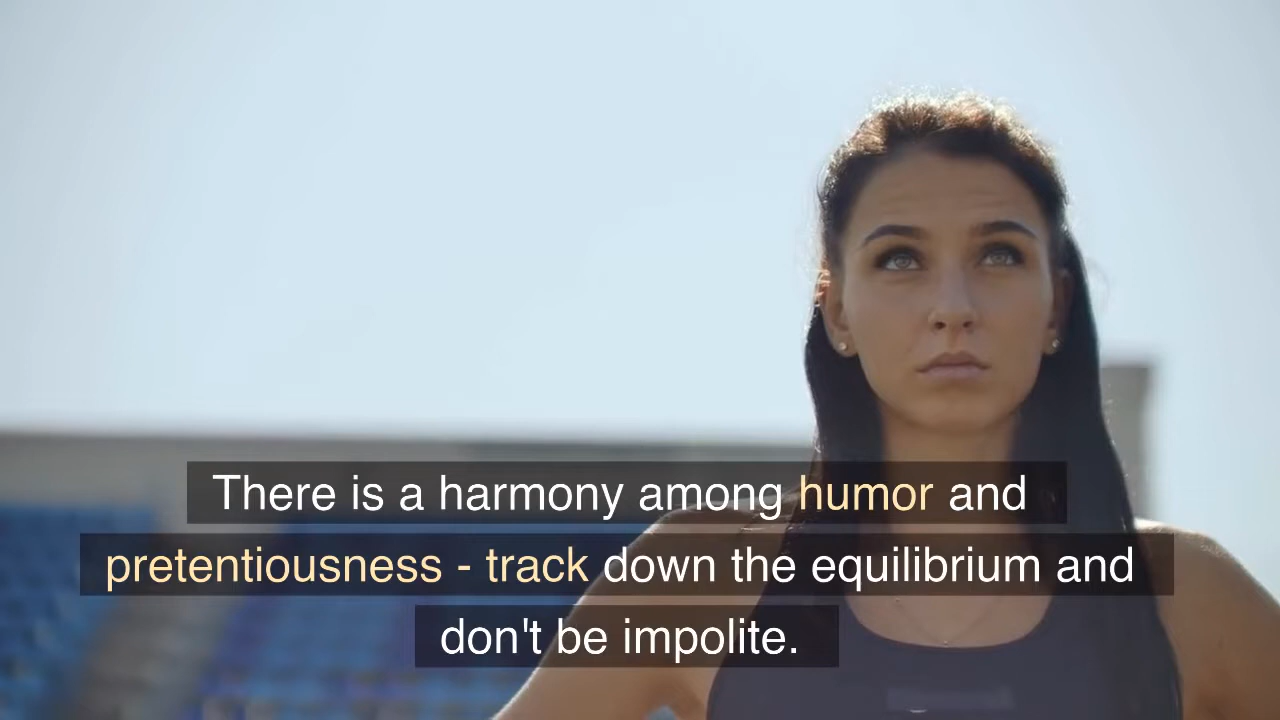 There is a harmony among humor and
pretentiousness - track down the equilibrium and
don't be impolite.